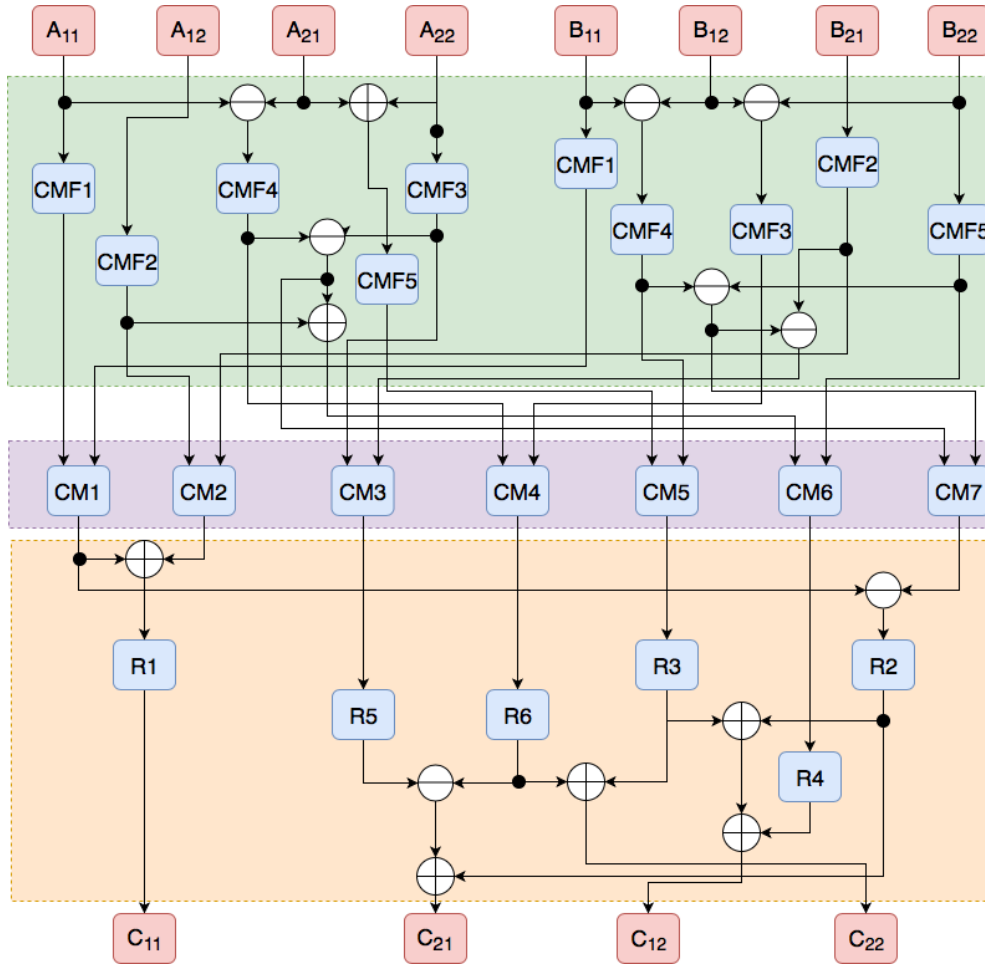 A11 A12 A21 A22 B11 B12 B21 B22
CMF1 CMF4 CMF3 CMF1 CMF2
CMF2 CMF5 CMF4 CMF3 CMF5
CM1 CM2 CM3 CM4 CM5 CM6 CM7
R1 R3 R2
R5 R6 R4
C11 C21 C12 C22